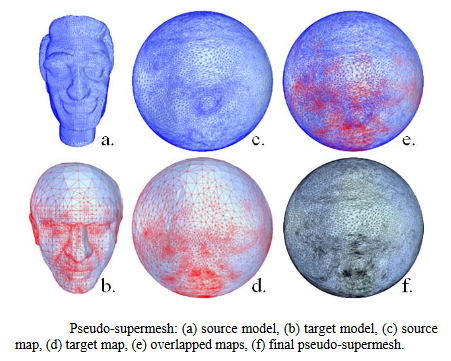 a.
c.
e.
b.
d.
f.
Pseudo-supermesh: (a) source model, (b) target model, (c) source
map, (d) target map, (e) overlapped maps, (f) final pseudo-supermesh.